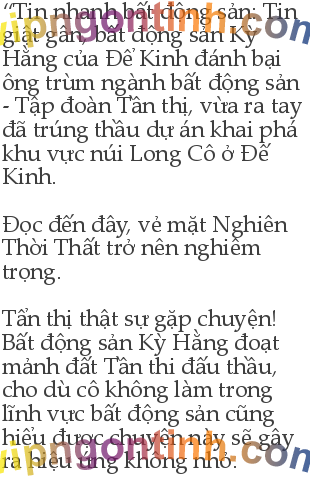 “Tin nhanh bất động sản: Tin
giật gân, bất động sản Kỳ
Hằng của Để Kinh đánh bại
ông trùm ngành bất động sản
- Tập đoàn Tần thị, vừa ra tay
đã trúng thầu dự án khai phá
khu vực núi Long Cô ở Đế
Kinh.
Đọc đến đây, vẻ mặt Nghiên
Thời Thất trở nên nghiêm
trọng.
Tẩn thị thật sự gặp chuyện!
Bất động sản Kỳ Hằng đoạt
mảnh đất Tần thi đấu thầu,
cho dù cô không làm trong
lĩnh vực bất động sản cũng
hiểu được chuyện này sẽ gây
ra hiệu ứng không nhỏ.
vipngontinh.com
vipngontinh.com